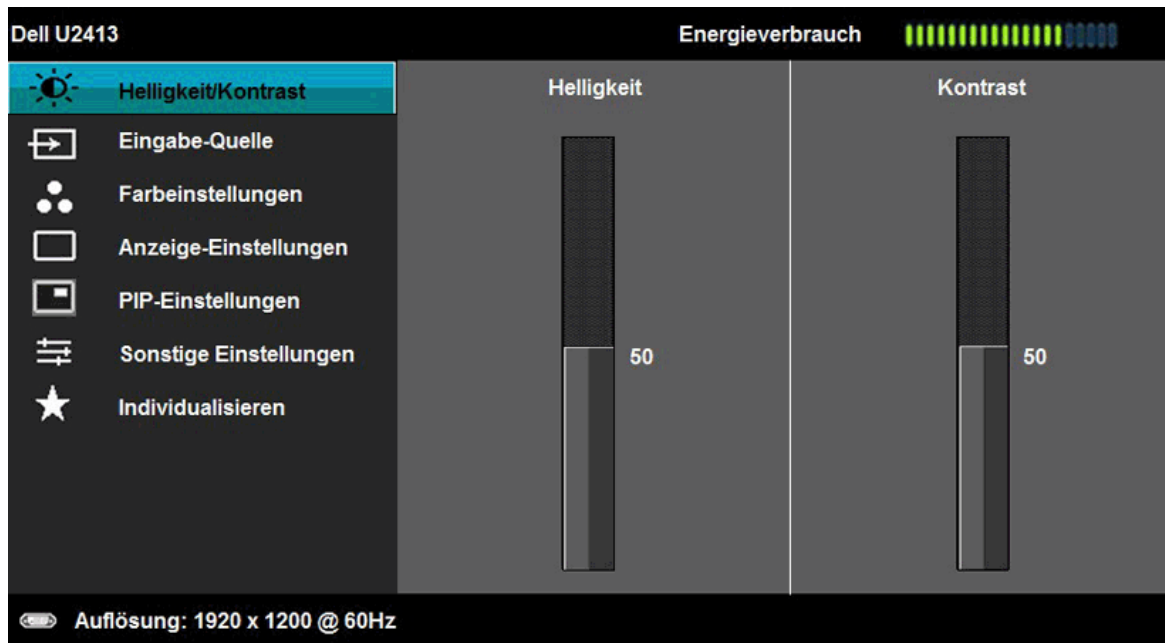 Dell U2413
Energieverbrauch
Helligkeit/Kontrast
Eingabe-Quelle
Farbeinstellungen
Anzeige-Einstellungen
PIP-Einstellungen
Sonstige Einstellungen
Individualisieren
Helligkeit
50
Kontrast
50
Auflösung: 1920 x 1200 @ 60Hz